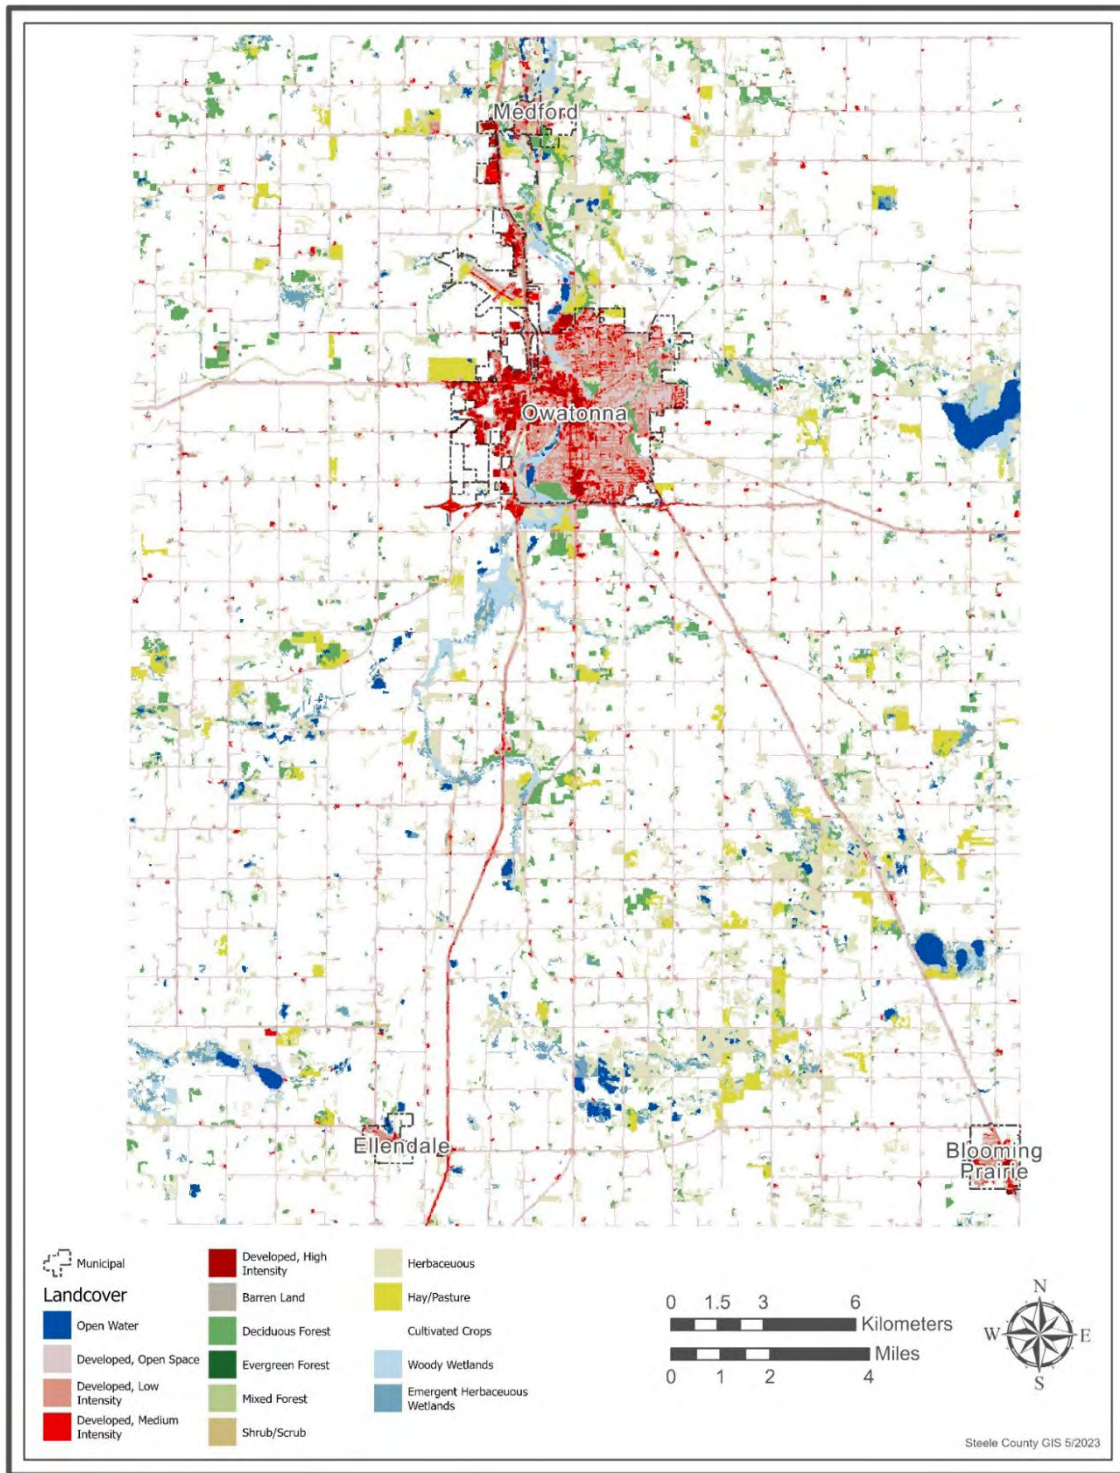 Medford
Owatonna
Ellendale
Blooming
Prairie
Municipal
Landcover
Open Water
Developed, Open Space
Developed, Low
Intensity
Developed, Medium
Intensity
Developed, High
Intensity
Barren Land
Deciduous Forest
Evergreen Forest
Mixed Forest
Shrub/Scrub
Herbaceuous
Hay/Pasture
Cultivated Crops
Woody Wetlands
Emergent Herbaceuous
Wetlands
0 1.5 3 6
Kilometers
Miles
0 1 2 4
N
W E
S
Steele County GIS 5/2023